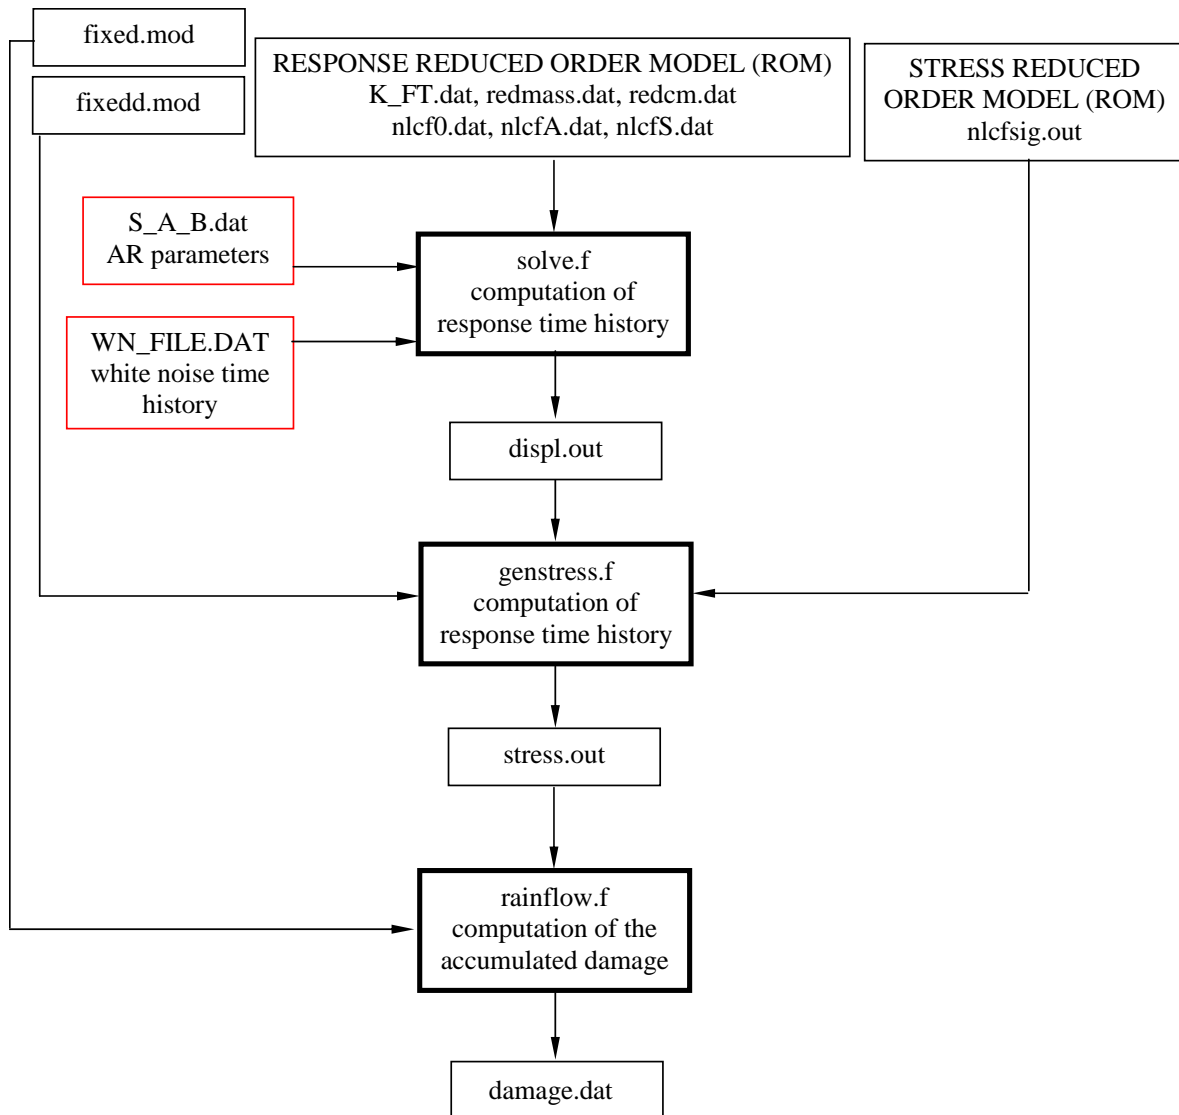 fixed.mod
fixedd.mod
RESPONSE REDUCED ORDER MODEL (ROM)
K_FT.dat, redmass.dat, redcm.dat
nlcf0.dat, nlcfA.dat, nlcfS.dat
STRESS REDUCED
ORDER MODEL (ROM)
nlcfsig.out
S_A_B.dat
AR parameters
solve.f
computation of
response time history
WN_FILE.DAT
white noise time
history
displ.out
genstress.f
computation of
response time history
stress.out
rainflow.f
computation of the
accumulated damage
damage.dat